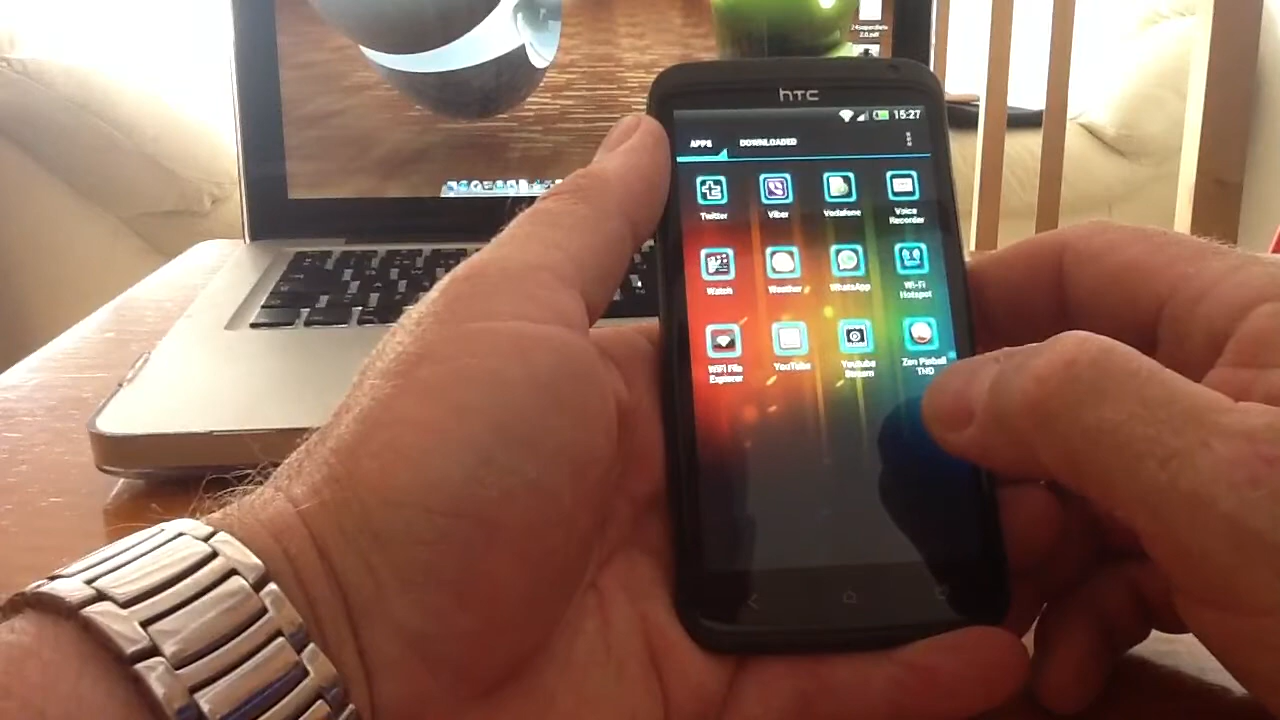 hTC
15:27
APPS DOWNLOADED
Twitter Viber Vodafone Voice Recorder
Watch Weather WhatsApp Wi-Fi Hotspot
WiFi File Explorer YouTube Youtube Zen Pinball THD